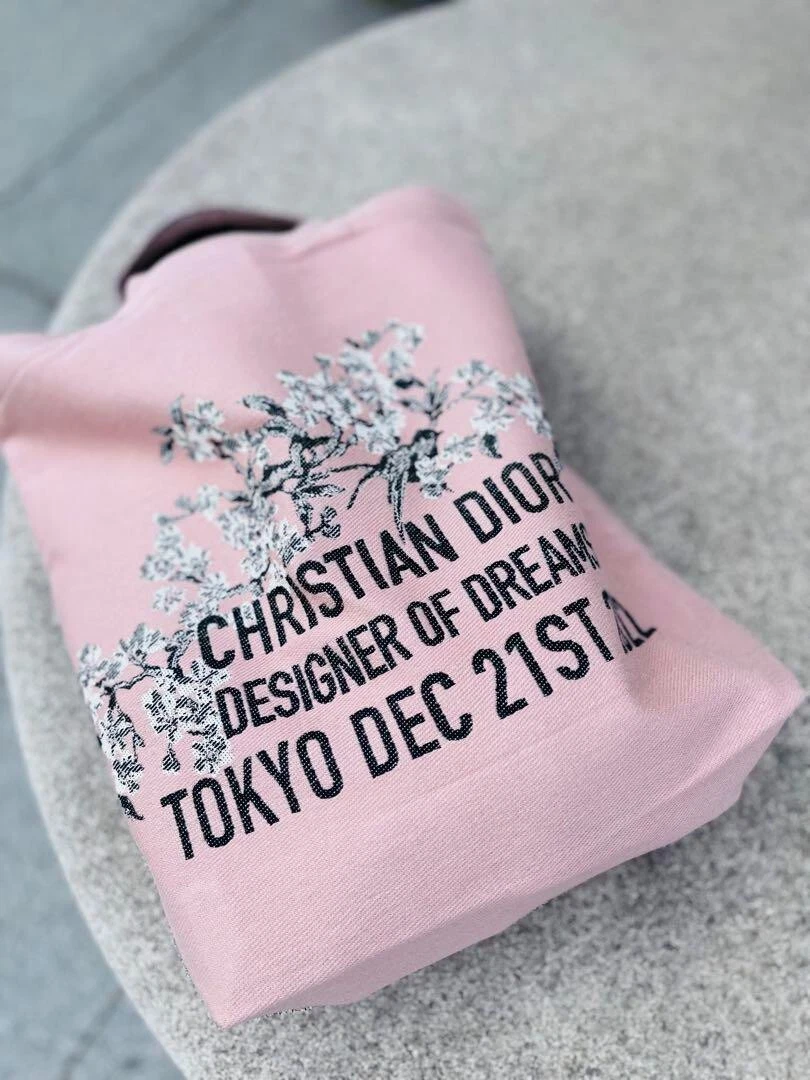 CHRISTIAN DIOR
DESIGNER OF DREAMS
TOKYO DEC 21ST